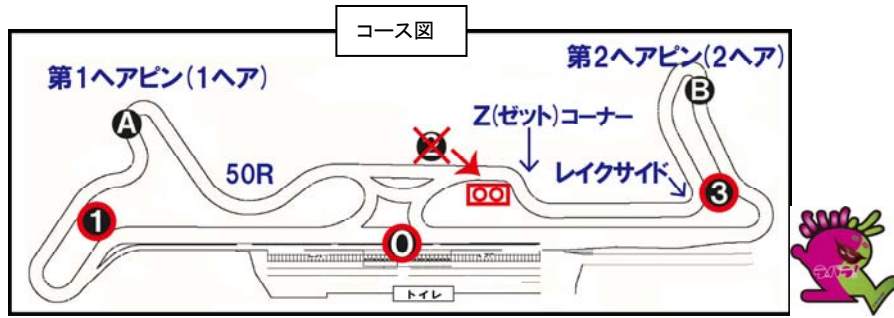 コース図
第1ヘアピン(1ヘア)
第2ヘアピン(2ヘア)
A
B
Z(ゼット)コーナー
50R
レイクサイド
1
3
0
トイレ